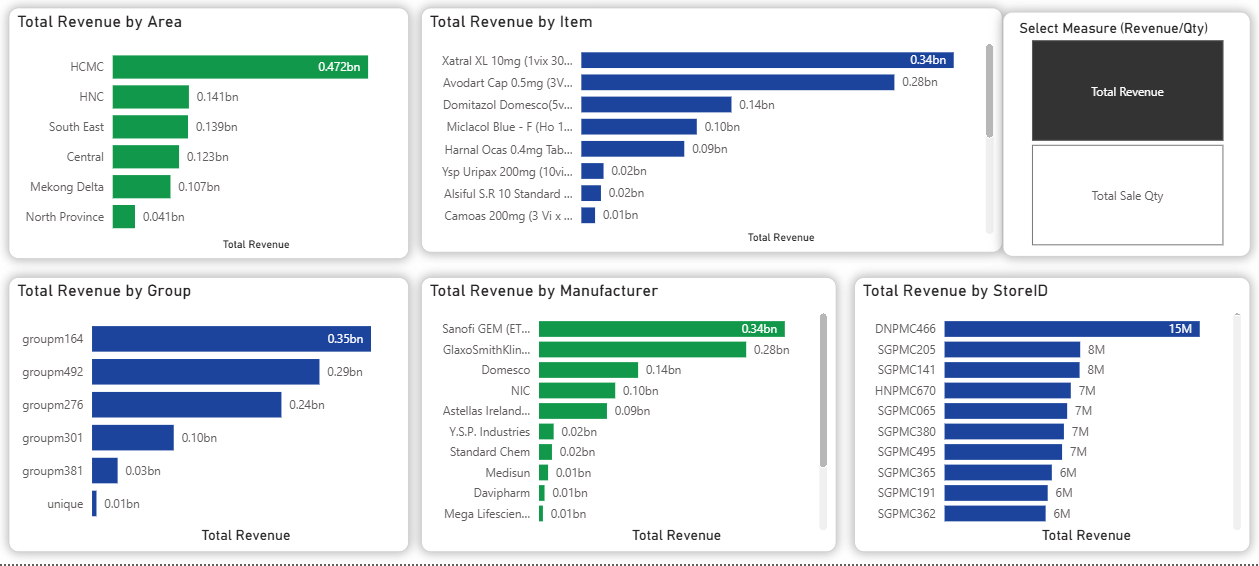 Total Revenue by Area
HCMC 0.472bn
HNC 0.141bn
South East 0.139bn
Central 0.123bn
Mekong Delta 0.107bn
North Province 0.041bn
Total Revenue
Total Revenue by Item
Xatral XL 10mg (1vix 30... 0.34bn
Avodart Cap 0.5mg (3V... 0.28bn
Domitazol Domesco(5v... 0.14bn
Miclacol Blue - F (Ho 1... 0.10bn
Harnal Ocas 0.4mg Tab... 0.09bn
Ysp Uripax 200mg (10vi... 0.02bn
Alsiful S.R 10 Standard ... 0.02bn
Camoas 200mg (3 Vi x ... 0.01bn
Total Revenue
Select Measure (Revenue/Qty)
Total Revenue
Total Sale Qty
Total Revenue by Group
groupm164 0.35bn
groupm492 0.29bn
groupm276 0.24bn
groupm301 0.10bn
groupm381 0.03bn
unique 0.01bn
Total Revenue
Total Revenue by Manufacturer
Sanofi GEM (ET... 0.34bn
GlaxoSmithKlin... 0.28bn
Domesco 0.14bn
NIC 0.10bn
Astellas Ireland... 0.09bn
Y.S.P. Industries 0.02bn
Standard Chem 0.02bn
Medisun 0.01bn
Davipharm 0.01bn
Mega Lifescien... 0.01bn
Total Revenue
Total Revenue by StoreID
DNPMC466 15M
SGPMC205 8M
SGPMC141 8M
HNPMC670 7M
SGPMC065 7M
SGPMC380 7M
SGPMC495 7M
SGPMC365 6M
SGPMC191 6M
SGPMC362 6M
Total Revenue